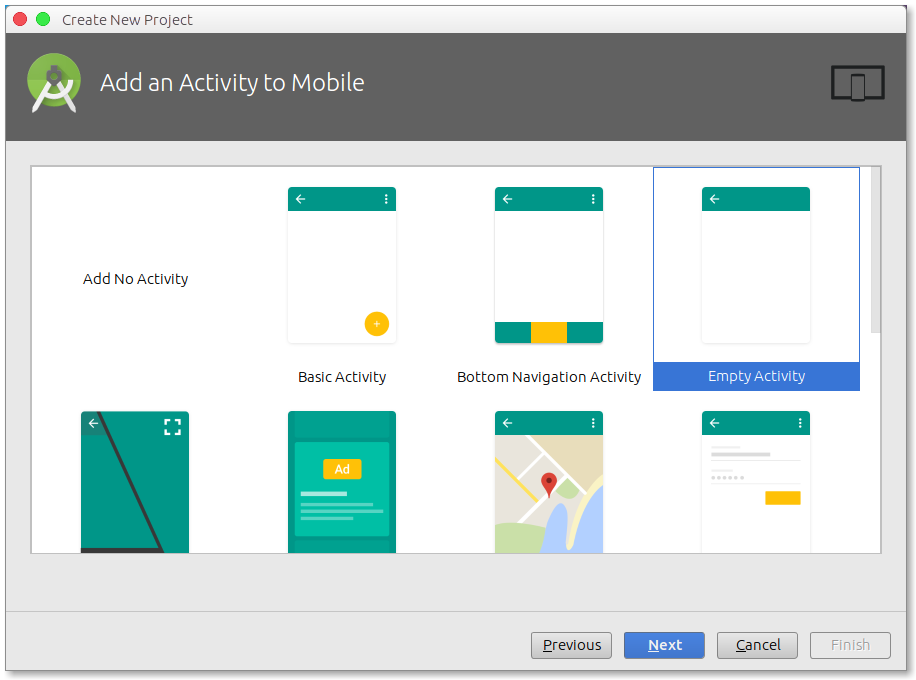 Create New Project
Add an Activity to Mobile
Add No Activity
Basic Activity
Bottom Navigation Activity
Empty Activity
Ad
Previous
Next
Cancel
Finish